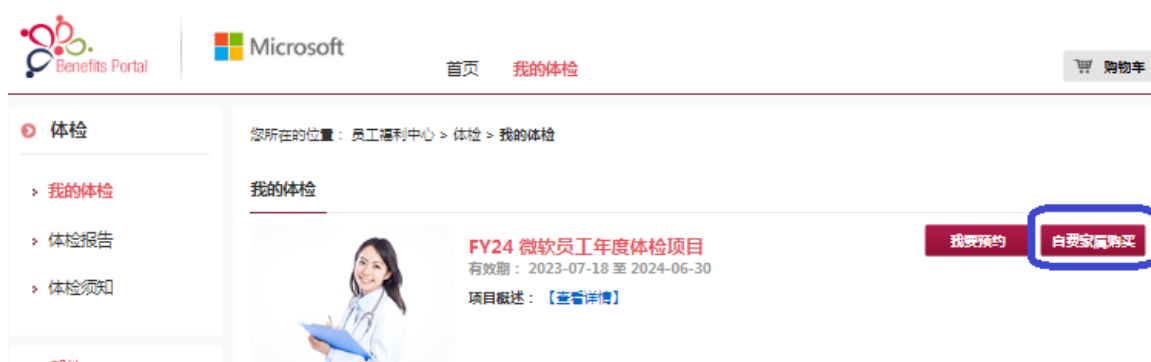 Benefits Portal
Microsoft
首页 我的体检
购物车
体检
您所在的位置： 员工福利中心 > 体检 > 我的体检
我的体检
体检报告
体检须知
我的体检
FY24 微软员工年度体检项目
有效期： 2023-07-18 至 2024-06-30
项目概述： 【查看详情】
我要预约
自费家属购买